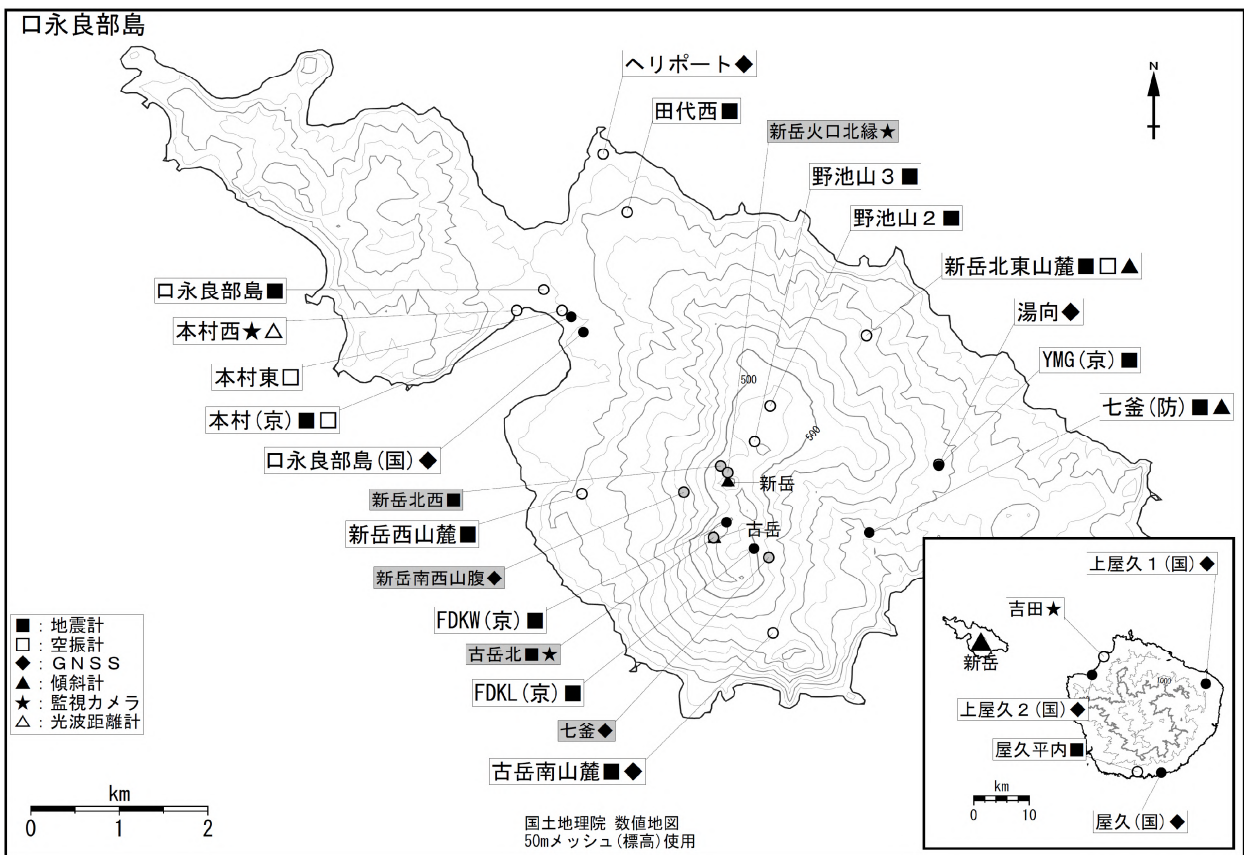 口永良部島
ヘリポート◆
田代西■
新岳火口北縁★
野池山3■
野池山2■
新岳北東山麓■□▲
口永良部島■
湯向◆
本村西★△
YMG(京)■
本村東□
500
七釜(防)■▲
本村(京)■□
500
口永良部島(国)◆
新岳
新岳北西■
新岳西山麓■
古岳
新岳南西山腹◆
FDKW(京)■
古岳北■★
FDKL(京)■
七釜◆
古岳南山麓■◆
■:地震計
□:空振計
◆:GNSS
▲:傾斜計
★:監視カメラ
△:光波距離計
km
0 1 2
国土地理院 数値地図
50mメッシュ(標高)使用
N
上屋久1(国)◆
吉田★
新岳
1000
上屋久2(国)◆
屋久平内■
km
0 10
屋久(国)◆